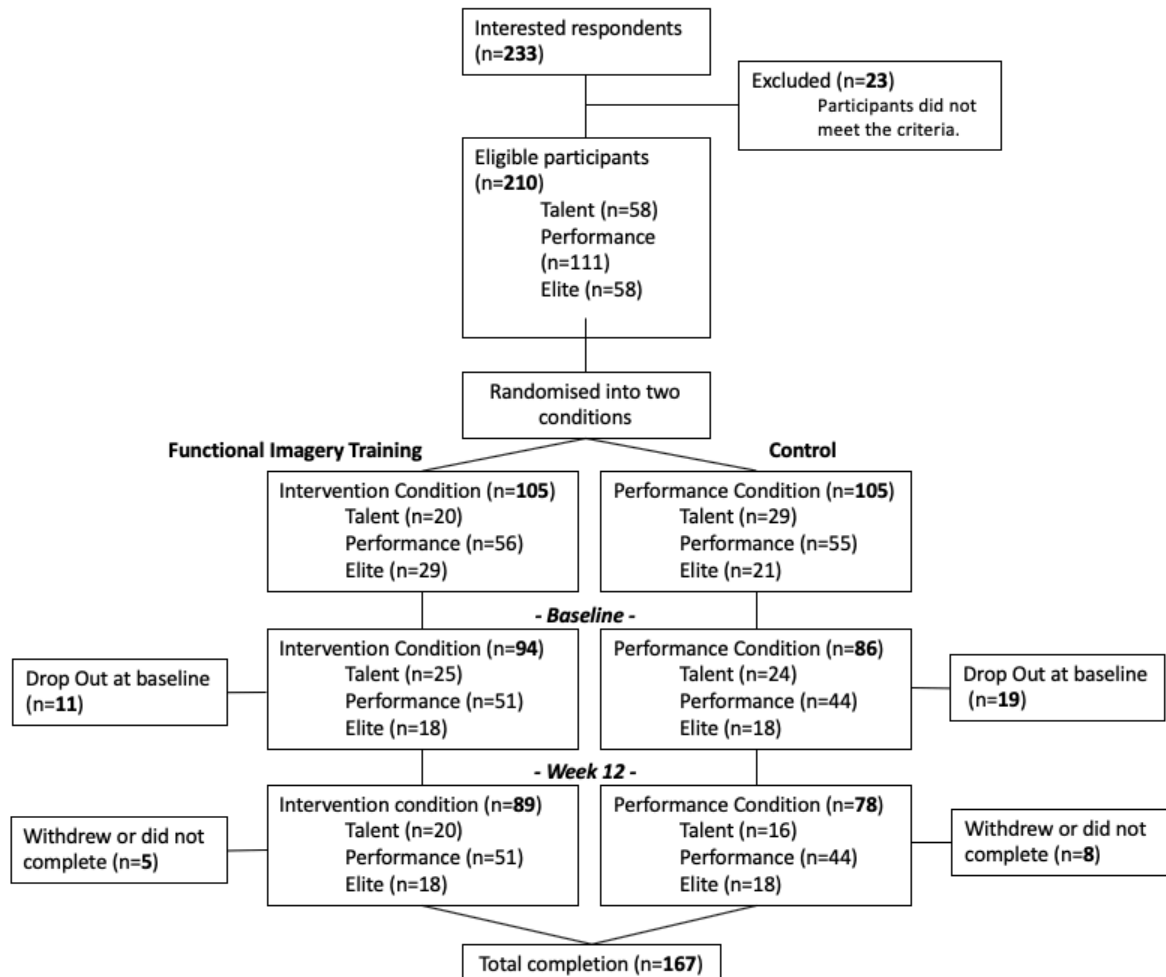 Interested respondents
(n=233)
Excluded (n=23)
Participants did not
meet the criteria.
Eligible participants
(n=210)
Talent (n=58)
Performance
(n=111)
Elite (n=58)
Randomised into two
conditions
Functional Imagery Training
Control
Intervention Condition (n=105)
Talent (n=20)
Performance (n=56)
Elite (n=29)
Performance Condition (n=105)
Talent (n=29)
Performance (n=55)
Elite (n=21)
- Baseline -
Drop Out at baseline
(n=11)
Intervention Condition (n=94)
Talent (n=25)
Performance (n=51)
Elite (n=18)
Performance Condition (n=86)
Talent (n=24)
Performance (n=44)
Elite (n=18)
Drop Out at baseline
(n=19)
- Week 12 -
Withdrew or did not
complete (n=5)
Intervention condition (n=89)
Talent (n=20)
Performance (n=51)
Elite (n=18)
Performance Condition (n=78)
Talent (n=16)
Performance (n=44)
Elite (n=18)
Withdrew or did not
complete (n=8)
Total completion (n=167)